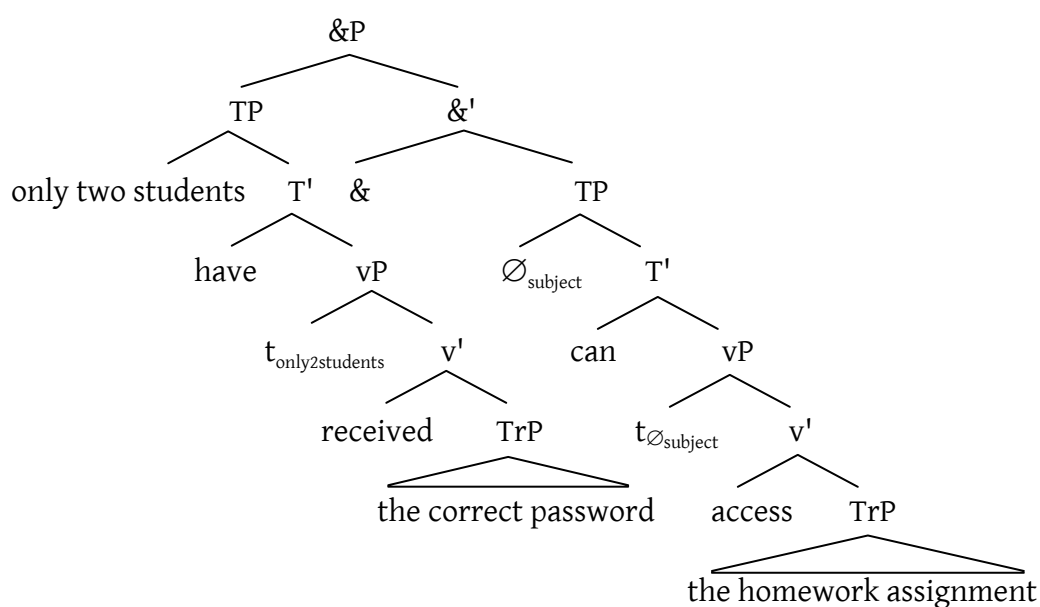 &P
TP &'
only two students T' & TP
have vP ∅subject T'
tonly2students v' can vP
received TrP t∅subject v'
the correct password access TrP
the homework assignment